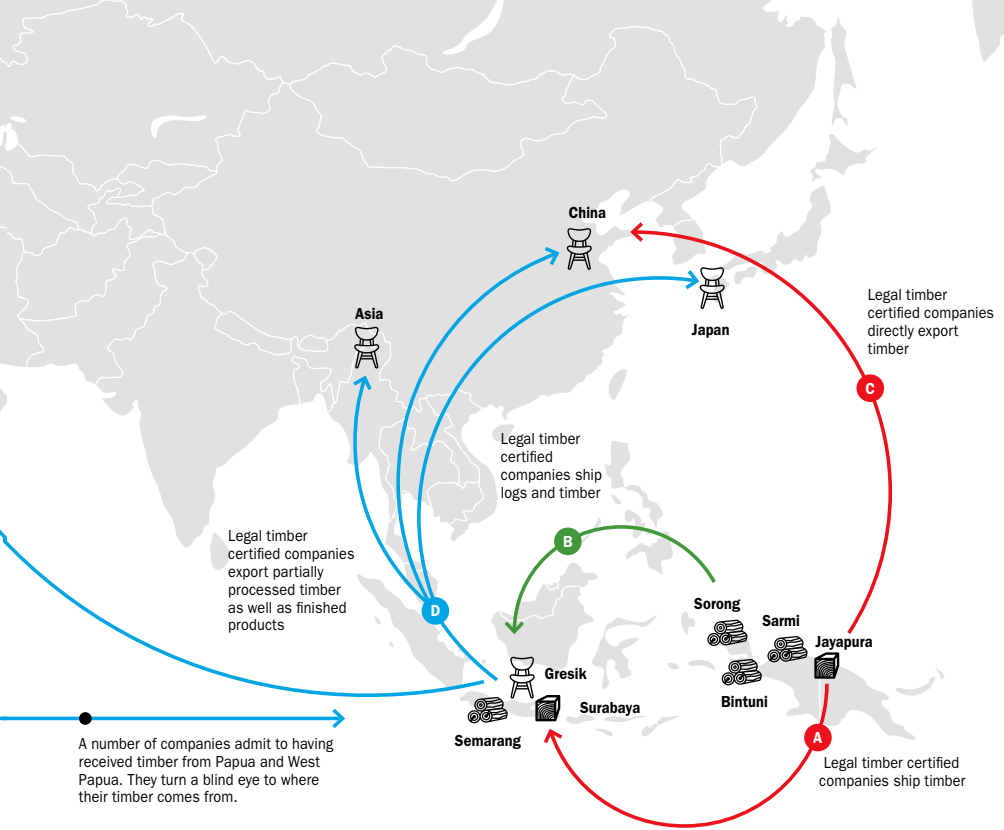 China
Japan
Asia
Legal timber
certified companies
directly export
timber
C
Legal timber
certified
companies ship
logs and timber
B
Legal timber
certified companies
export partially
processed timber
as well as finished
products
D
Sorong
Sarmi
Jayapura
Bintuni
Gresik
Surabaya
Semarang
A
Legal timber certified
companies ship timber
A number of companies admit to having
received timber from Papua and West
Papua. They turn a blind eye to where
their timber comes from.